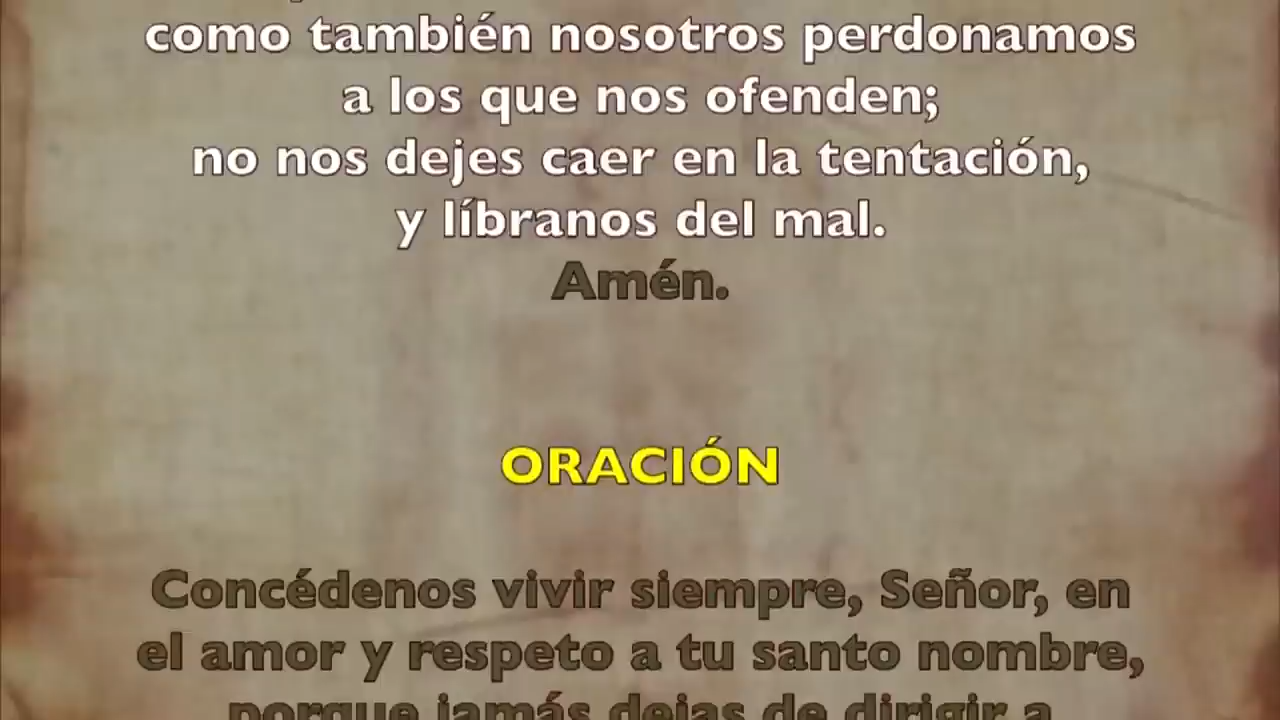 como también nosotros perdonamos
a los que nos ofenden;
no nos dejes caer en la tentación,
y líbranos del mal.
Amén.
ORACIÓN
Concédenos vivir siempre, Señor, en
el amor y respeto a tu santo nombre,
porque jamás dejas de dirigir a